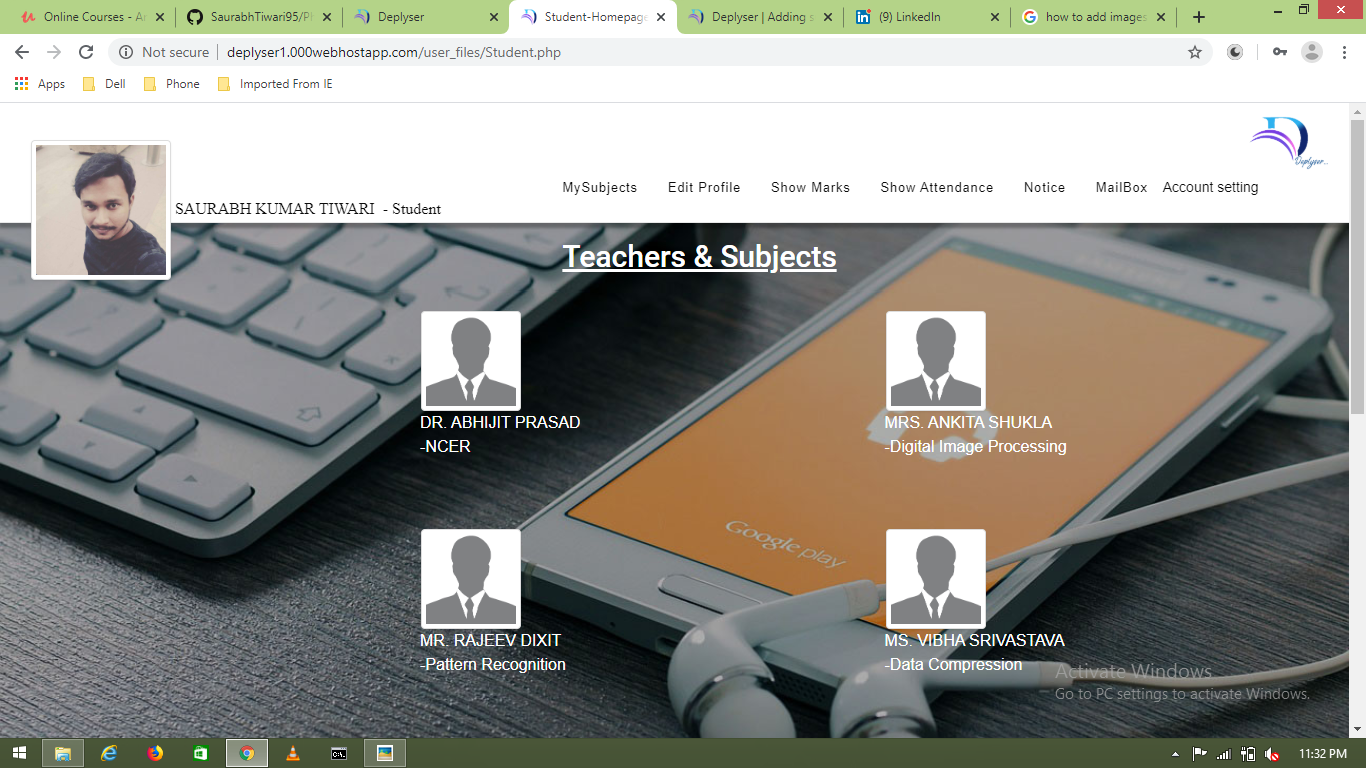 Online Courses - Ar
SaurabhTiwari95/Ph
Deplyser
Student-Homepage
Deplyser | Adding s
(9) LinkedIn
how to add images
Not secure
deplyser1.000webhostapp.com/user_files/Student.php
Apps
Dell
Phone
Imported From IE
Deplyser...
MySubjects
Edit Profile
Show Marks
Show Attendance
Notice
MailBox
Account setting
SAURABH KUMAR TIWARI - Student
Teachers & Subjects
DR. ABHIJIT PRASAD
-NCER
MRS. ANKITA SHUKLA
-Digital Image Processing
Google play
MR. RAJEEV DIXIT
-Pattern Recognition
MS. VIBHA SRIVASTAVA
-Data Compression
Activate Windows
Go to PC settings to activate Windows.
11:32 PM